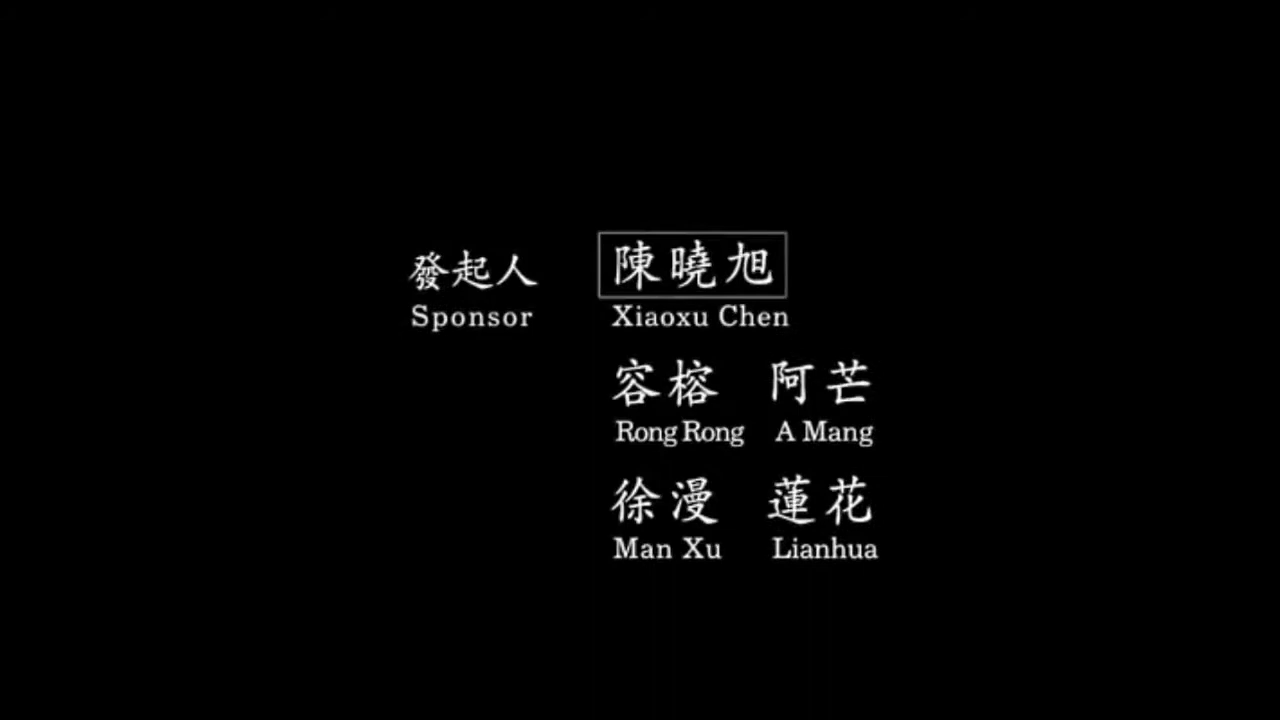 發起人 陳曉旭
Sponsor Xiaoxu Chen
容榕 阿芒
Rong Rong A Mang
徐漫 蓮花
Man Xu Lianhua